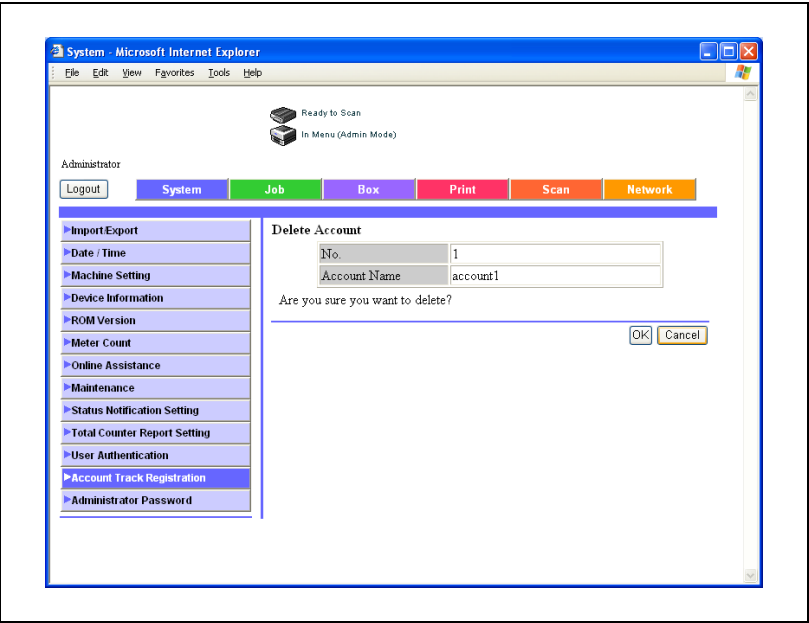 System - Microsoft Internet Explorer
File Edit View Favorites Tools Help
Ready to Scan
In Menu (Admin Mode)
Administrator
Logout System Job Box Print Scan Network
Import/Export
Date / Time
Machine Setting
Device Information
ROM Version
Meter Count
Online Assistance
Maintenance
Status Notification Setting
Total Counter Report Setting
User Authentication
Account Track Registration
Administrator Password
Delete Account
No. 1
Account Name account1
Are you sure you want to delete?
OK Cancel